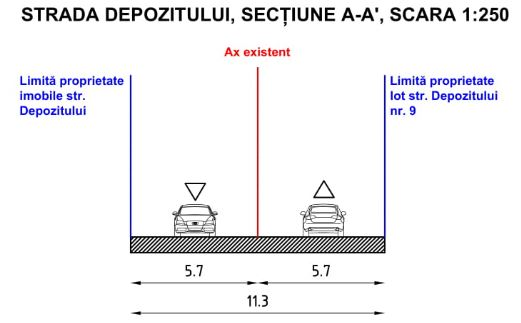 STRADA DEPOZITULUI, SECȚIUNE A-A', SCARA 1:250
Ax existent
Limită proprietate
imobile str.
Depozitului
Limită proprietate
lot str. Depozitului
nr. 9
5.7
5.7
11.3